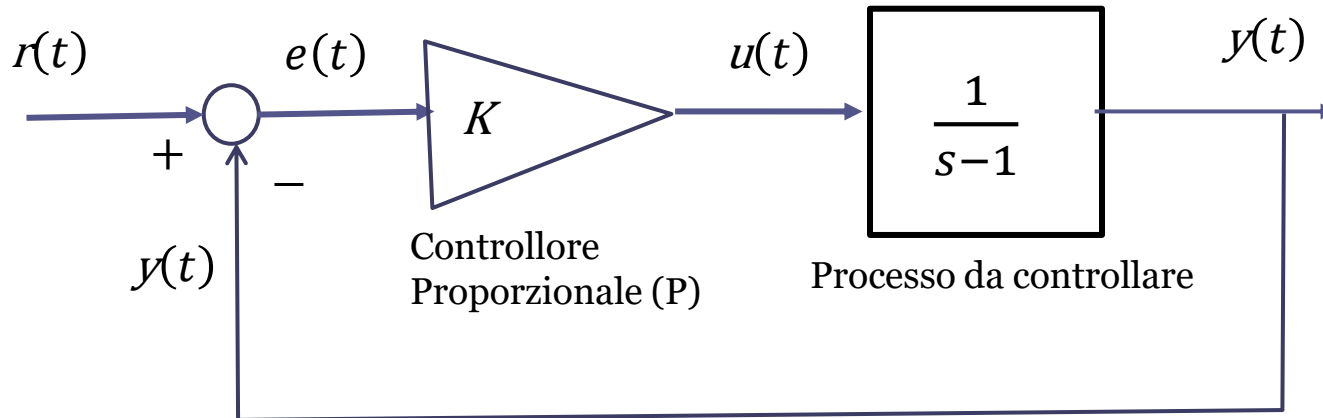 r(t)
e(t)
u(t)
y(t)
K
1
s−1
+
−
y(t)
Controllore
Proporzionale (P)
Processo da controllare